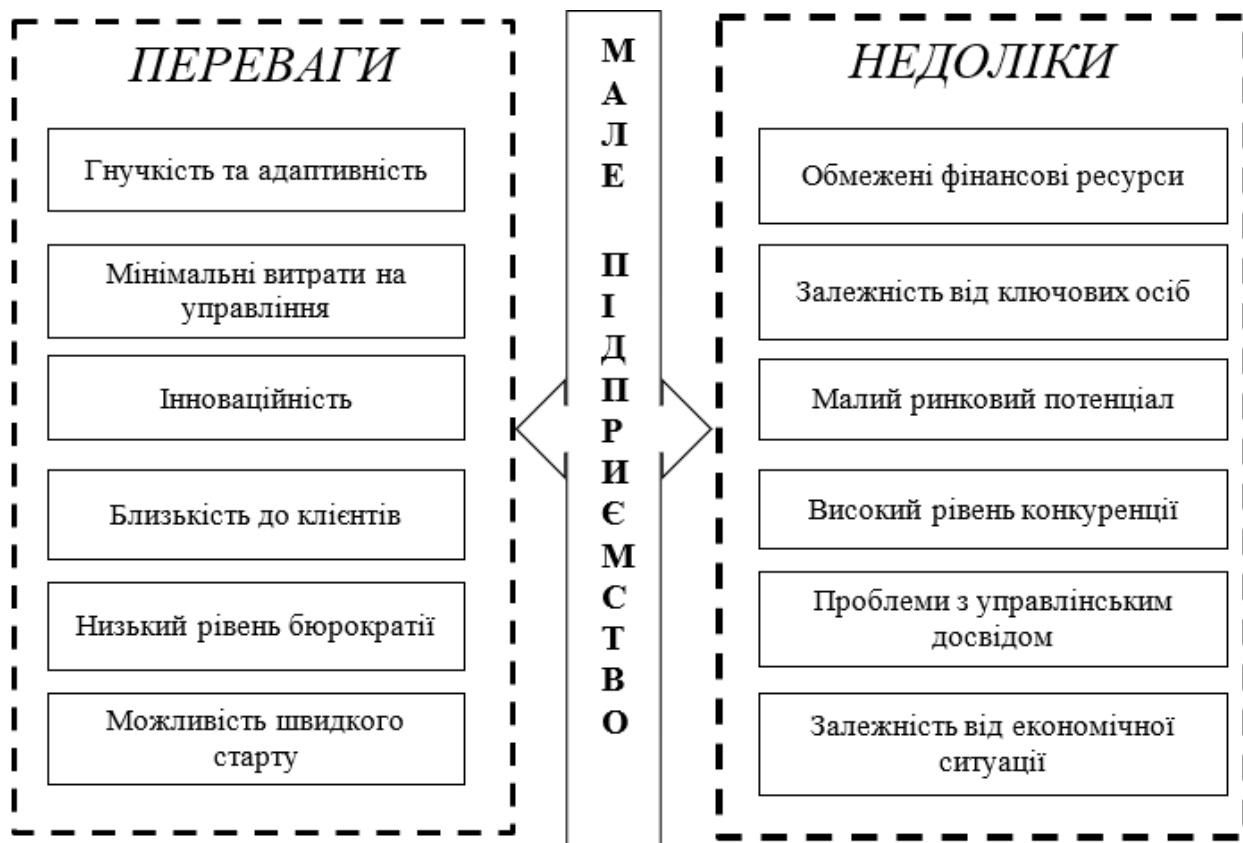 ПЕРЕВАГИ
Гнучкість та адаптивність
Мінімальні витрати на
управління
Інноваційність
Близькість до клієнтів
Низький рівень бюрократії
Можливість швидкого
старту
МАЛЕ ПІДПРИЄМСТВО
НЕДОЛІКИ
Обмежені фінансові ресурси
Залежність від ключових осіб
Малий ринковий потенціал
Високий рівень конкуренції
Проблеми з управлінським
досвідом
Залежність від економічної
ситуації